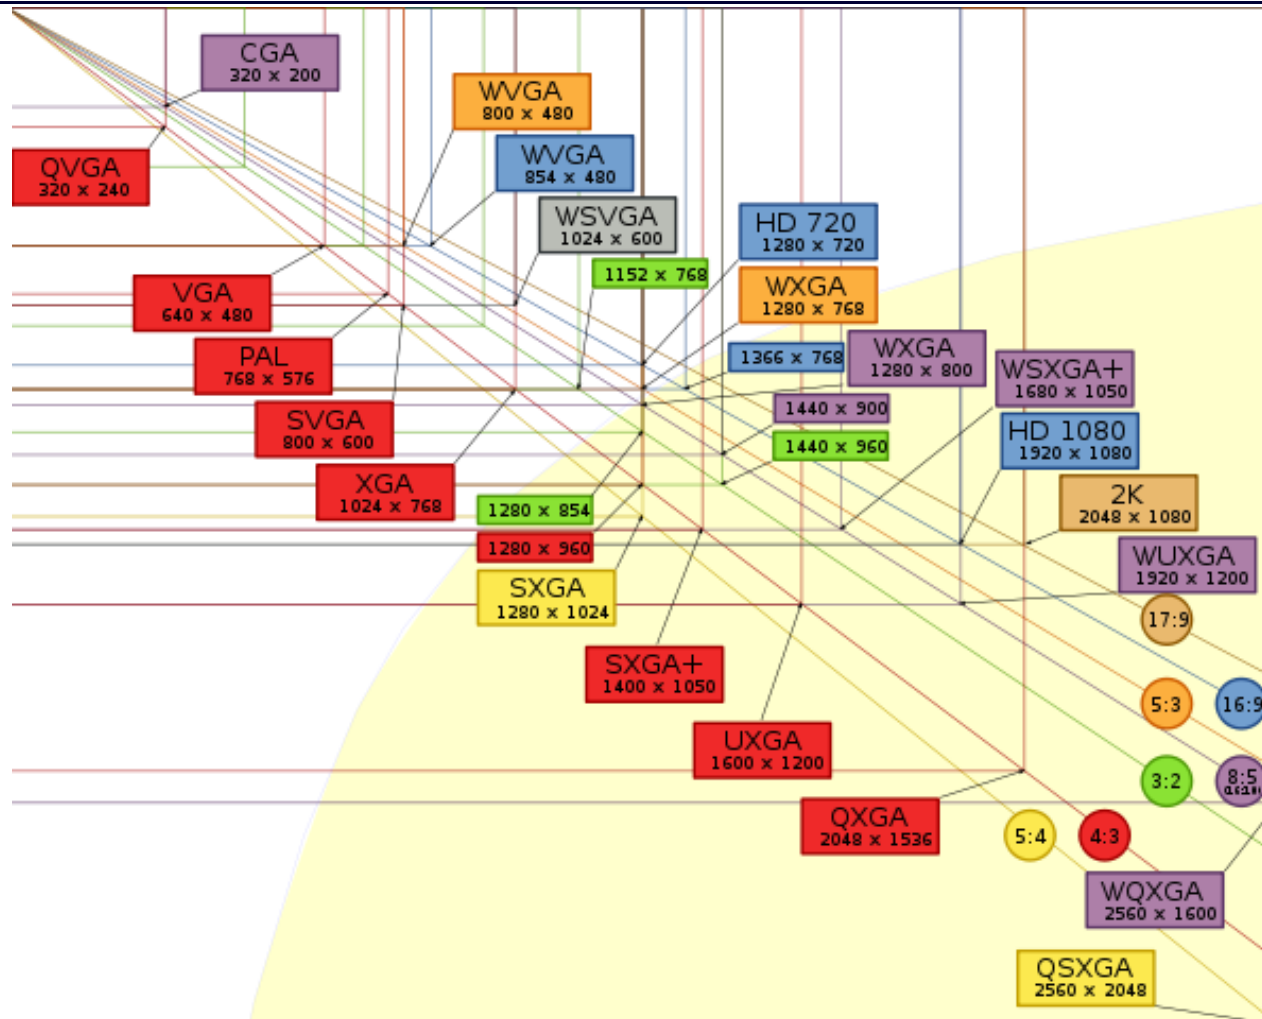 CGA
320 × 200
WVGA
800 × 480
QVGA
320 × 240
WVGA
854 × 480
WSVGA
1024 × 600
HD 720
1280 × 720
1152 × 768
WXGA
1280 × 768
VGA
640 × 480
PAL
768 × 576
1366 × 768
WXGA
1280 × 800
WSXGA+
1680 × 1050
SVGA
800 × 600
1440 × 900
HD 1080
1920 × 1080
1440 × 960
XGA
1024 × 768
1280 × 854
2K
2048 × 1080
1280 × 960
WUXGA
1920 × 1200
SXGA
1280 × 1024
17:9
SXGA+
1400 × 1050
5:3
16:9
UXGA
1600 × 1200
3:2
8:5
QXGA
2048 × 1536
5:4
4:3
WQXGA
2560 × 1600
QSXGA
2560 × 2048